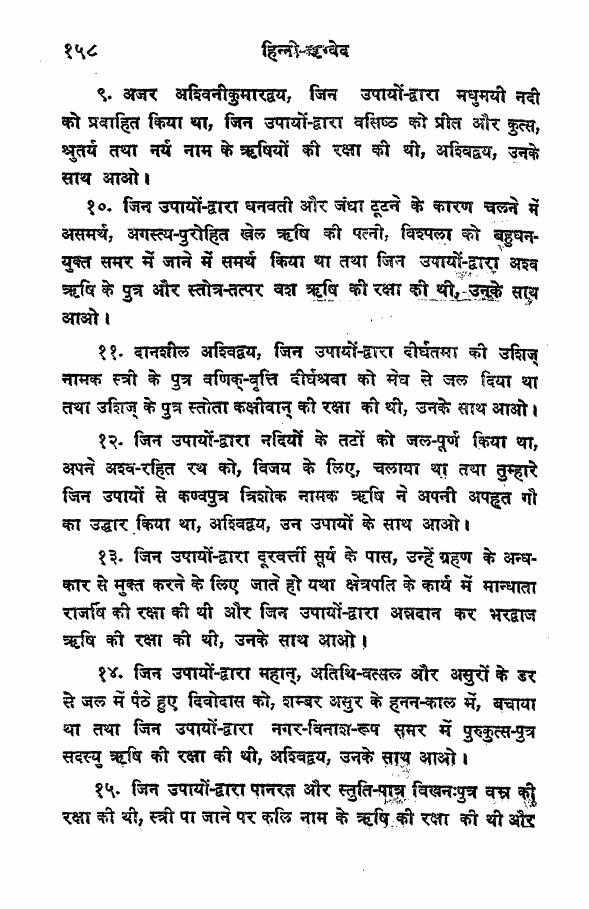 १५८ हिन्दी-ऋग्वेद
९. अजर अश्विनीकुमारद्वय, जिन उपायों-द्वारा मधुमयी नदी
को प्रवाहित किया था, जिन उपायों-द्वारा वसिष्ठ को प्रीत और कुत्स,
श्रुतर्य तथा नर्य नाम के ऋषियों की रक्षा की थी, अश्विद्वय, उनके
साथ आओ।
१०. जिन उपायों-द्वारा धनवती और जंघा टूटने के कारण चलने में
असमर्थ, अगस्त्य-पुरोहित खेल ऋषि की पत्नी, विश्पला को बहुधन-
युक्त समर में जाने में समर्थ किया था तथा जिन उपायों-द्वारा अश्व
ऋषि के पुत्र और स्तोत्र-तत्पर वश ऋषि की रक्षा की थी, उनके साथ
आओ।
११. दानशील अश्विद्वय, जिन उपायों-द्वारा दीर्घतमा की उशिज्
नामक स्त्री के पुत्र वणिक्-वृत्ति दीर्घश्रवा को मेघ से जल दिया था
तथा उशिज् के पुत्र स्तोता कक्षीवान् की रक्षा की थी, उनके साथ आओ।
१२. जिन उपायों-द्वारा नदियों के तटों को जल-पूर्ण किया था,
अपने अश्व-रहित रथ को, विजय के लिए, चलाया था तथा तुम्हारे
जिन उपायों से कण्वपुत्र त्रिशोक नामक ऋषि ने अपनी अपहृत गौ
का उद्धार किया था, अश्विद्वय, उन उपायों के साथ आओ।
१३. जिन उपायों-द्वारा दूरवर्त्ती सूर्य के पास, उन्हें ग्रहण के अन्ध-
कार से मुक्त करने के लिए जाते हो यथा क्षेत्रपति के कार्य में मान्धाता
राजर्षि की रक्षा की थी और जिन उपायों-द्वारा अन्नदान कर भरद्वाज
ऋषि की रक्षा की थी, उनके साथ आओ।
१४. जिन उपायों-द्वारा महान्, अतिथि-वत्सल और असुरों के डर
से जल में पैठे हुए दिवोदास को, शम्बर असुर के हनन-काल में, बचाया
था तथा जिन उपायों-द्वारा नगर-विनाश-रूप समर में पुरुकुत्स-पुत्र
सदस्यु ऋषि की रक्षा की थी, अश्विद्वय, उनके साथ आओ।
१५. जिन उपायों-द्वारा पानरत और स्तुति-पात्र विखनःपुत्र वम्र की
रक्षा की थी, स्त्री पा जाने पर कलि नाम के ऋषि की रक्षा की थी और